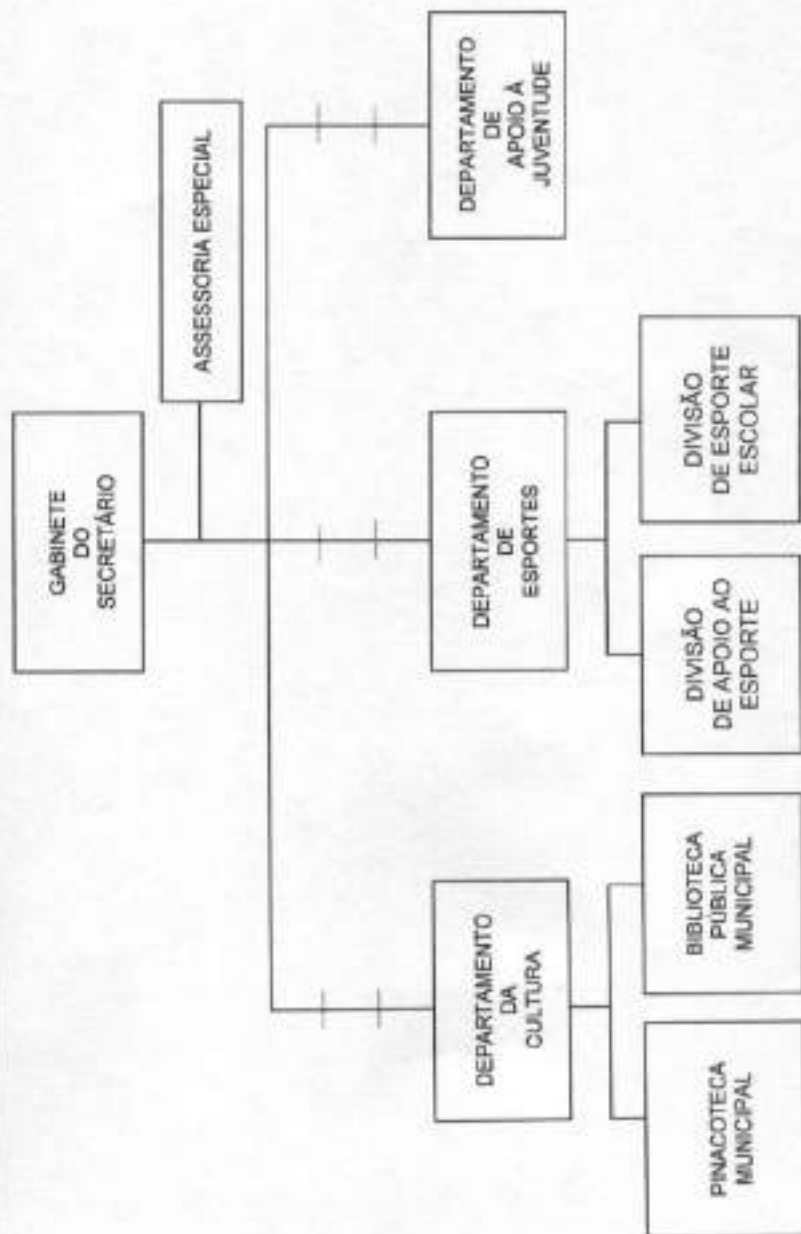 GABINETE
DO
SECRETÁRIO
ASSESSORIA ESPECIAL
DEPARTAMENTO
DA
CULTURA
DEPARTAMENTO
DE
ESPORTES
DEPARTAMENTO
DE
APOIO À
JUVENTUDE
PINACOTECA
MUNICIPAL
BIBLIOTECA
PÚBLICA
MUNICIPAL
DIVISÃO
DE APOIO AO
ESPORTE
DIVISÃO
DE ESPORTE
ESCOLAR